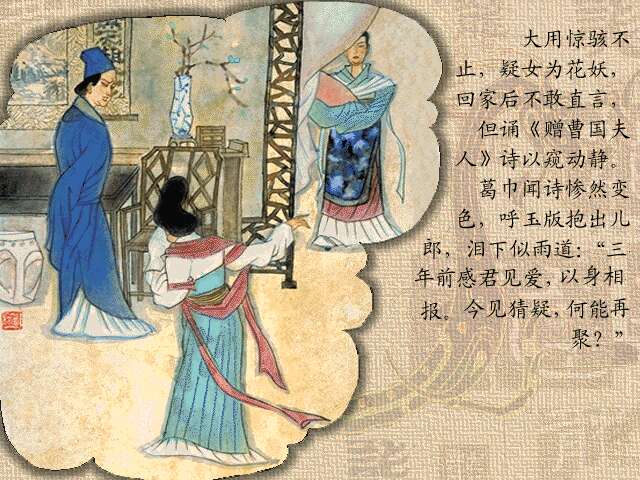 大用惊骇不
止，疑女为花妖，
回家后不敢直言，
但诵《赠曹国夫
人》诗以窥动静。
葛巾闻诗惨然变
色，呼玉版抱出儿
郎，泪下似雨道：“三
年前感君见爱，以身相
报。今见猜疑，何能再
聚？”